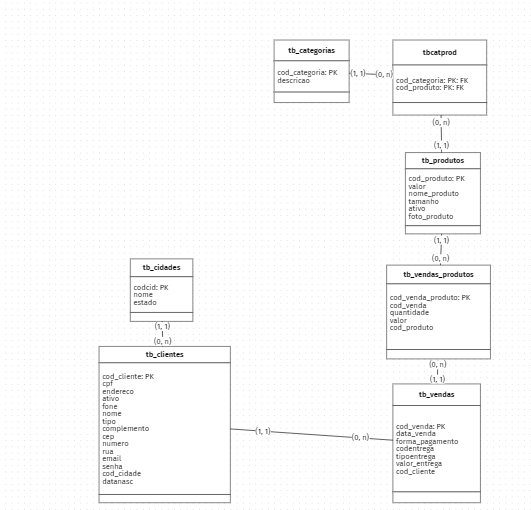 tb_categorias
cod_categoria: PK
descricao
(1, 1)
(0, n)
tbcatprod
cod_categoria: PK: FK
cod_produto: PK: FK
(0, n)
(1, 1)
tb_produtos
cod_produto: PK
valor
nome_produto
tamanho
ativo
foto_produto
(1, 1)
(0, n)
tb_vendas_produtos
cod_venda_produto: PK
cod_venda
quantidade
valor
cod_produto
(0, n)
(1, 1)
tb_vendas
cod_venda: PK
data_venda
forma_pagamento
codentrega
tipoentrega
valor_entrega
cod_cliente
tb_cidades
codcid: PK
nome
estado
(1, 1)
(0, n)
tb_clientes
cod_cliente: PK
cpf
endereco
ativo
fone
nome
tipo
complemento
cep
numero
rua
email
senha
cod_cidade
datanasc
(1, 1)
(0, n)